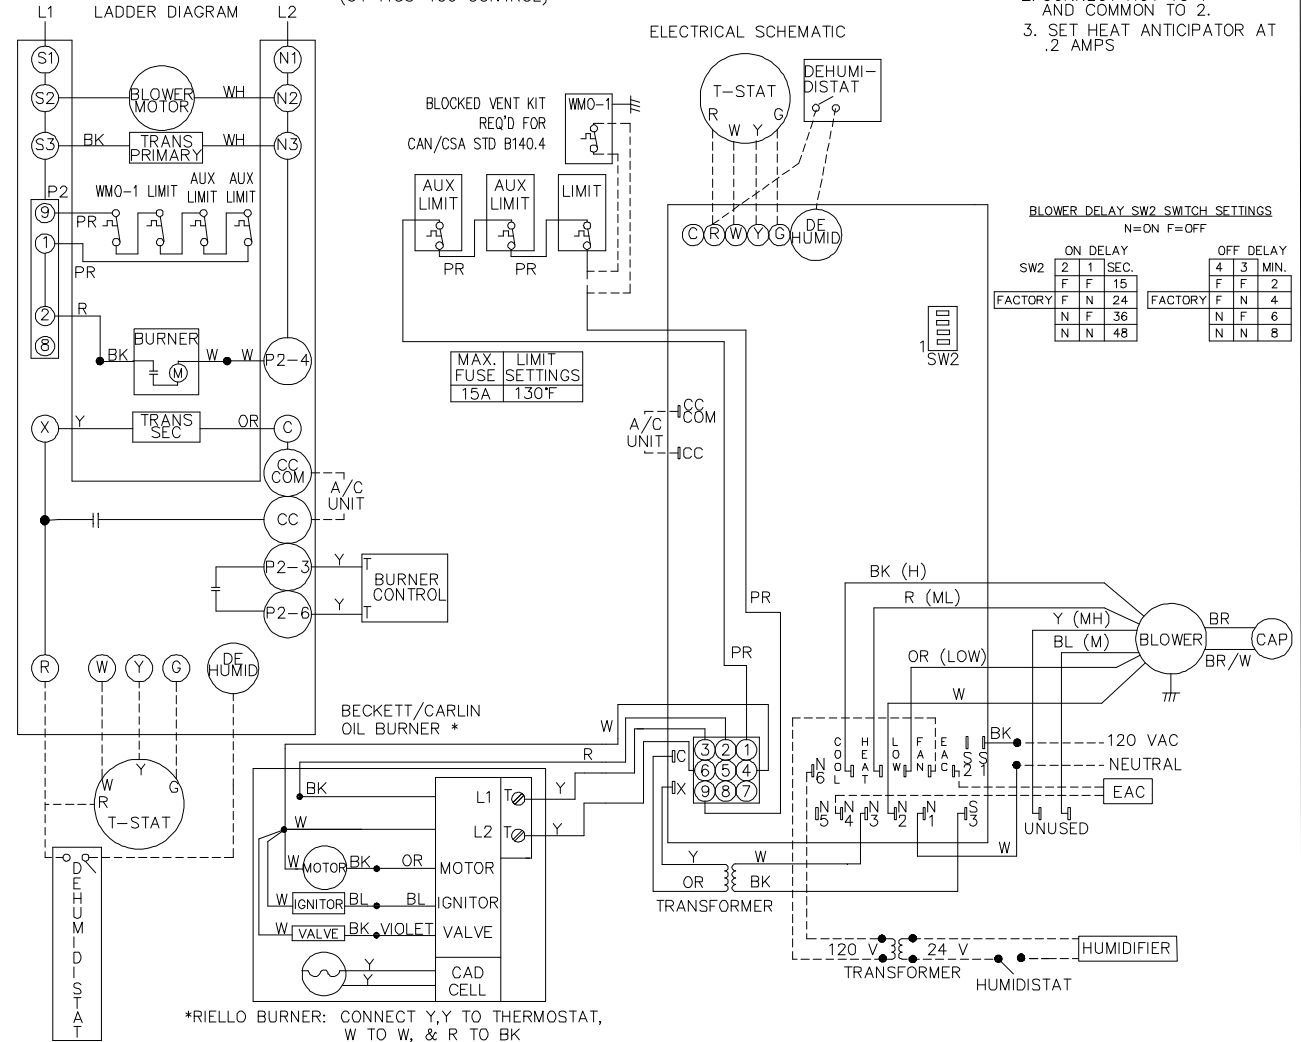 L1
LADDER DIAGRAM
L2
S1
N1
S2
BLOWER
MOTOR
WH
N2
S3
BK
TRANS
PRIMARY
WH
N3
P2
WMO-1
LIMIT
AUX
LIMIT
AUX
LIMIT
9
PR
1
PR
2
R
8
BURNER
BK
M
W
W
P2-4
X
Y
TRANS
SEC
OR
C
CC
COM
A/C
UNIT
CC
P2-3
Y
T
BURNER
CONTROL
P2-6
Y
T
R
W
Y
G
DE
HUMID
W
Y
G
R
T-STAT
DEHUMIDISTAT
ELECTRICAL SCHEMATIC
AND COMMON TO 2.
3. SET HEAT ANTICIPATOR AT
.2 AMPS
BLOCKED VENT KIT
REQ'D FOR
CAN/CSA STD B140.4
WMO-1
T-STAT
R
W
Y
G
DEHUMI-
DISTAT
AUX
LIMIT
AUX
LIMIT
LIMIT
PR
PR
C
R
W
Y
G
DE
HUMID
BLOWER DELAY SW2 SWITCH SETTINGS
N=ON F=OFF
ON DELAY
SW2 2 1 SEC.
F F 15
FACTORY F N 24
N F 36
N N 48
OFF DELAY
4 3 MIN.
F F 2
FACTORY F N 4
N F 6
N N 8
1
SW2
MAX.
FUSE
LIMIT
SETTINGS
15A
130°F
CC
COM
A/C
UNIT
CC
PR
PR
BK (H)
R (ML)
Y (MH)
BL (M)
OR (LOW)
W
BLOWER
BR
BR/W
CAP
BECKETT/CARLIN
OIL BURNER *
W
R
BK
W
L1
T
Y
L2
T
Y
W
MOTOR
BK
OR
MOTOR
W
IGNITOR
BL
BL
IGNITOR
W
VALVE
BK
VIOLET
VALVE
Y
Y
CAD
CELL
C
X
3 2 1
6 5 4
9 8 7
N6
COOL
HEAT
LOW
FAN
EAC
S2
S1
N5
N4
N3
N2
N1
S3
BK
120 VAC
NEUTRAL
EAC
UNUSED
W
Y
OR
W
BK
TRANSFORMER
120 V
24 V
TRANSFORMER
HUMIDIFIER
HUMIDISTAT
*RIELLO BURNER: CONNECT Y,Y TO THERMOSTAT,
W TO W, & R TO BK